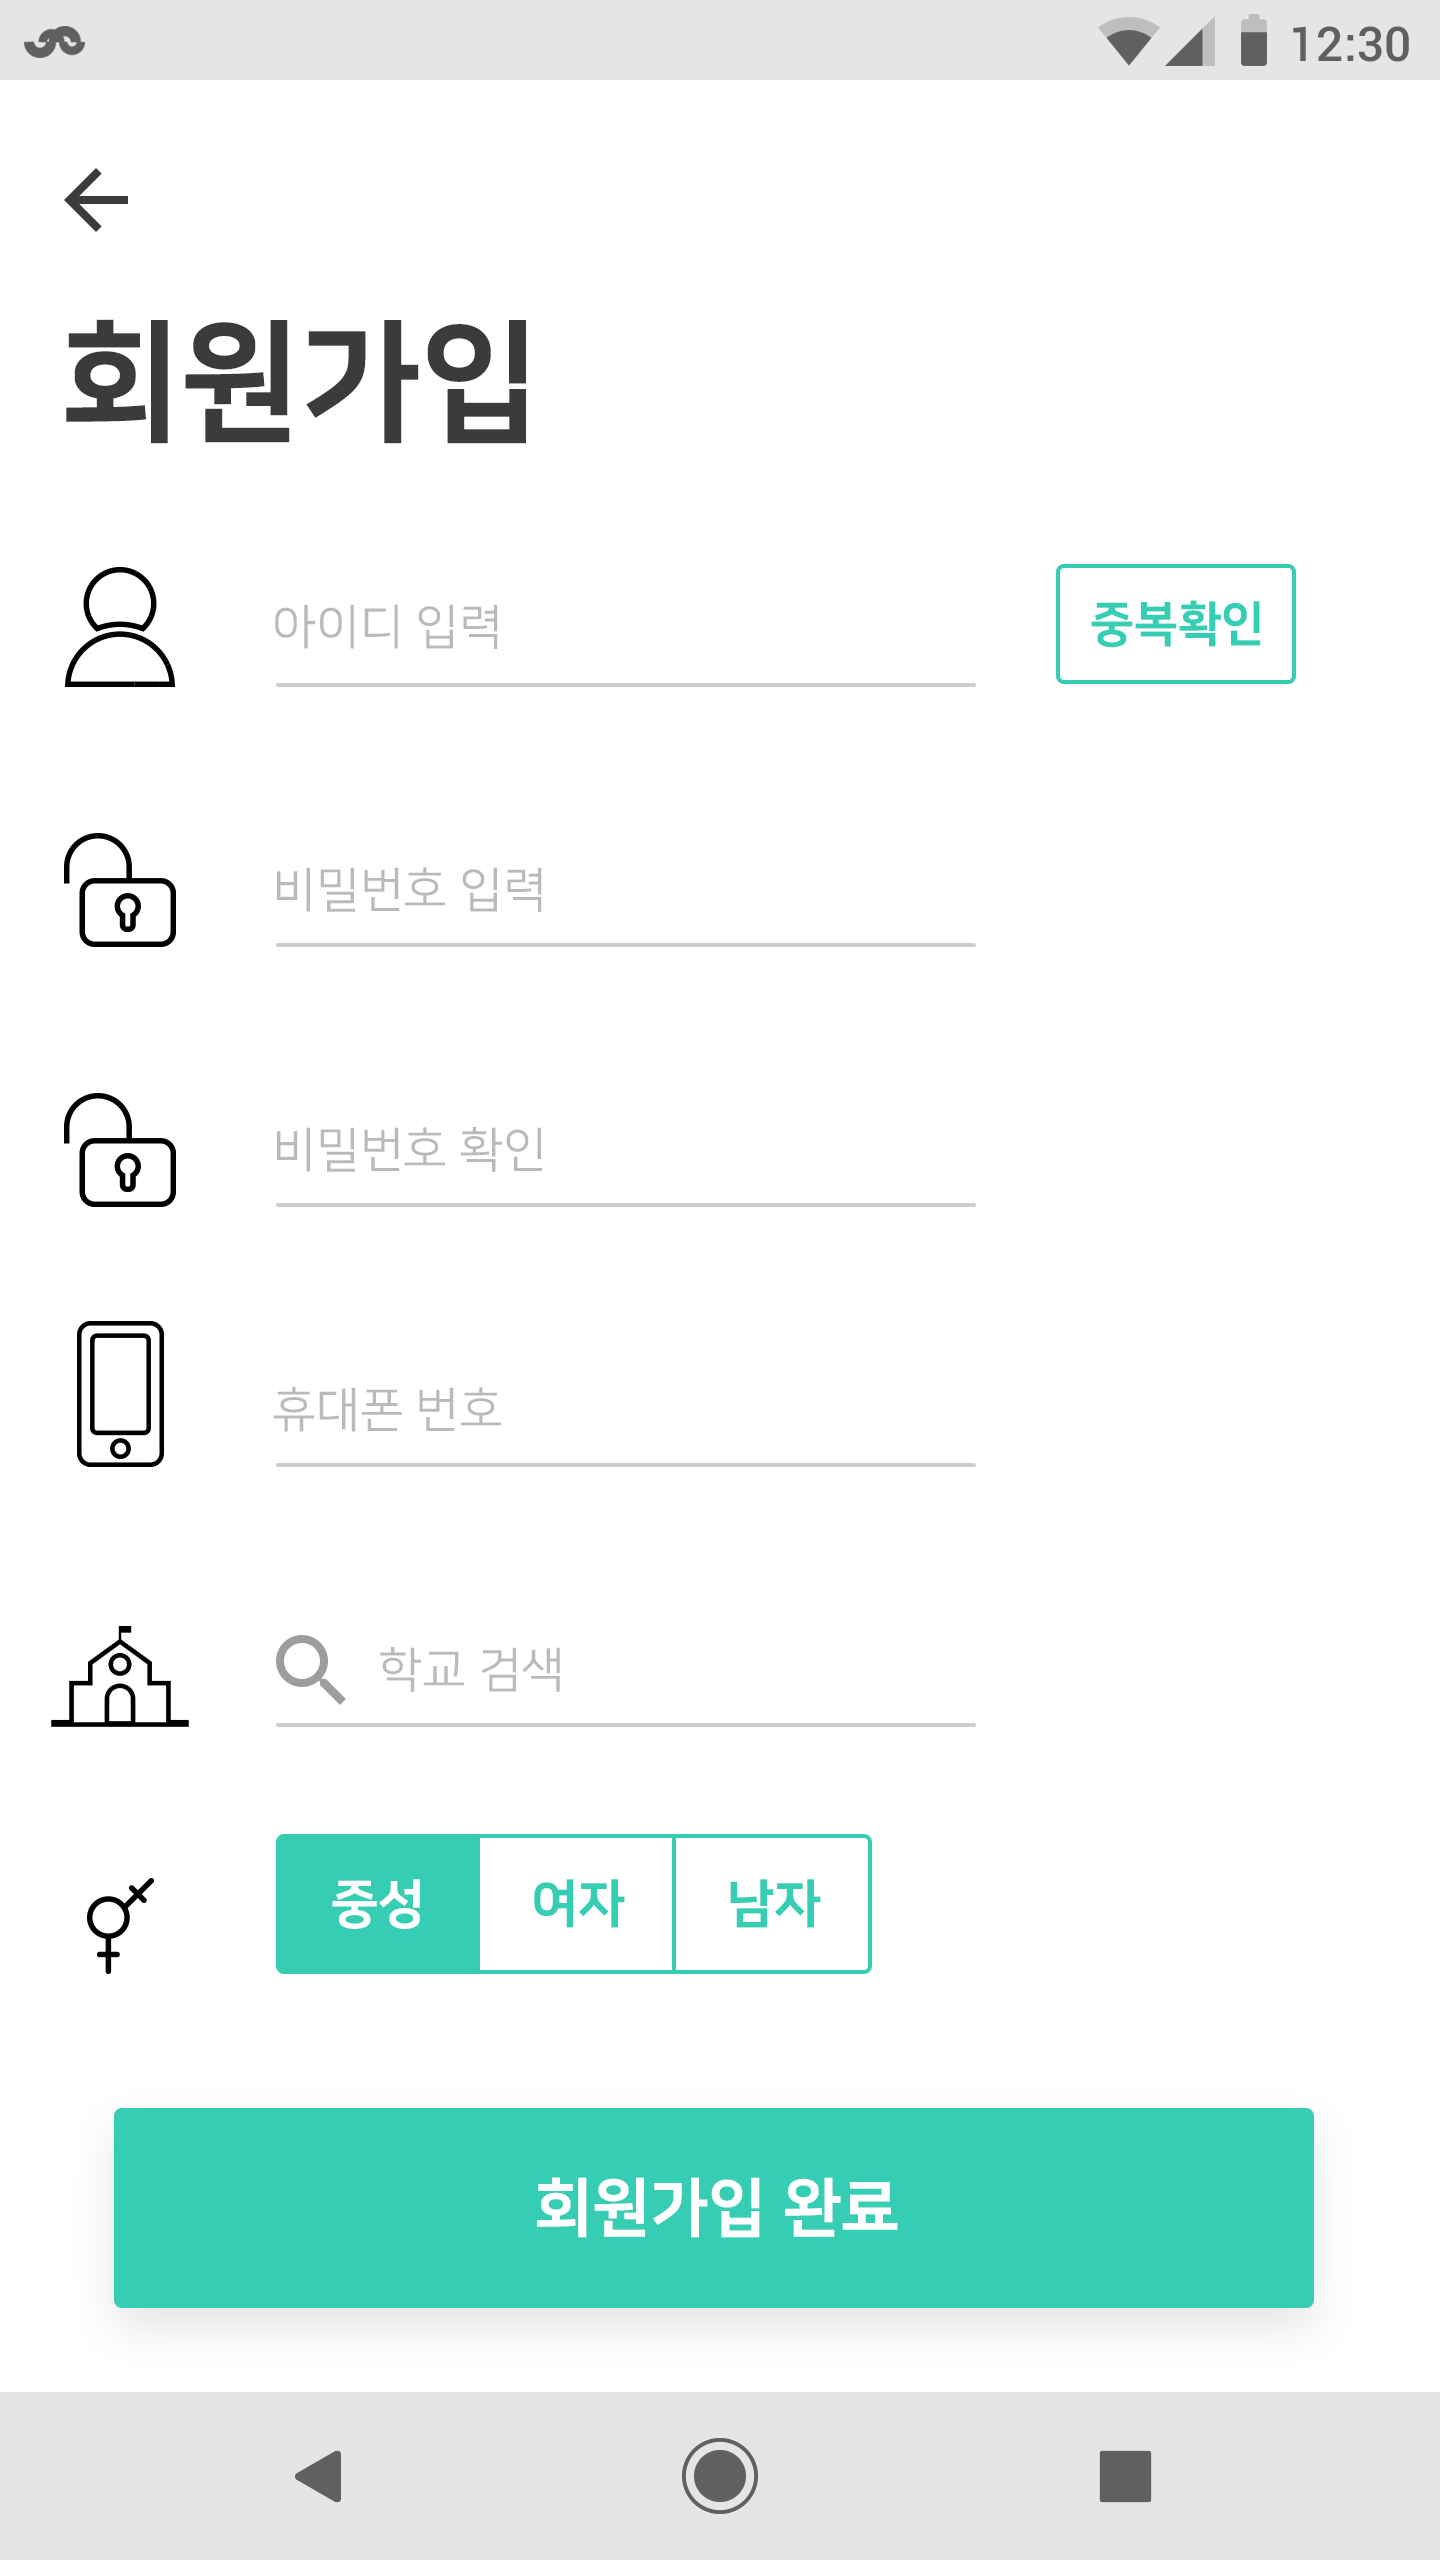 12:30
회원가입
아이디 입력
중복확인
비밀번호 입력
비밀번호 확인
휴대폰 번호
학교 검색
중성 여자 남자
회원가입 완료